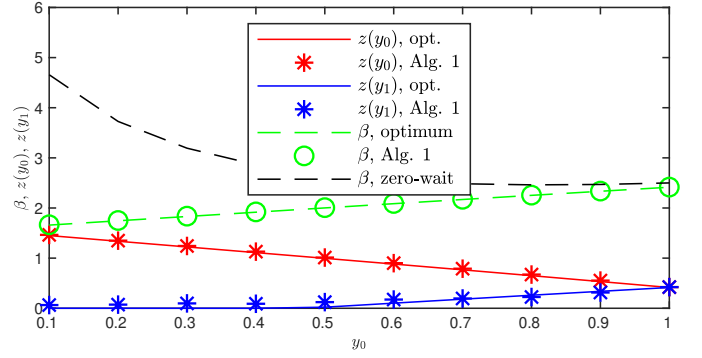 6
5
4
3
2
1
0
β, z(y₀), z(y₁)
z(y₀), opt.
z(y₀), Alg. 1
z(y₁), opt.
z(y₁), Alg. 1
β, optimum
β, Alg. 1
β, zero-wait
0.1 0.2 0.3 0.4 0.5 0.6 0.7 0.8 0.9 1
y₀